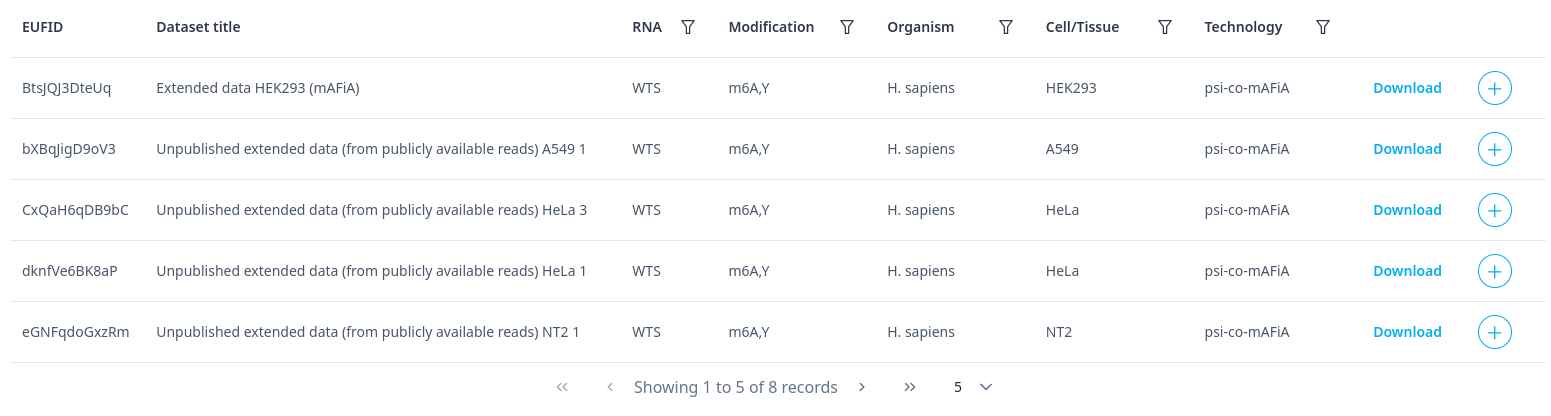 EUFID Dataset title RNA Modification Organism Cell/Tissue Technology
BtsJQJ3DteUq Extended data HEK293 (mAFiA) WTS m6A,Y H. sapiens HEK293 psi-co-mAFiA Download
bXBqJigD9oV3 Unpublished extended data (from publicly available reads) A549 1 WTS m6A,Y H. sapiens A549 psi-co-mAFiA Download
CxQaH6qDB9bC Unpublished extended data (from publicly available reads) HeLa 3 WTS m6A,Y H. sapiens HeLa psi-co-mAFiA Download
dknfVe6BK8aP Unpublished extended data (from publicly available reads) HeLa 1 WTS m6A,Y H. sapiens HeLa psi-co-mAFiA Download
eGNFqdoGxzRm Unpublished extended data (from publicly available reads) NT2 1 WTS m6A,Y H. sapiens NT2 psi-co-mAFiA Download
Showing 1 to 5 of 8 records 5